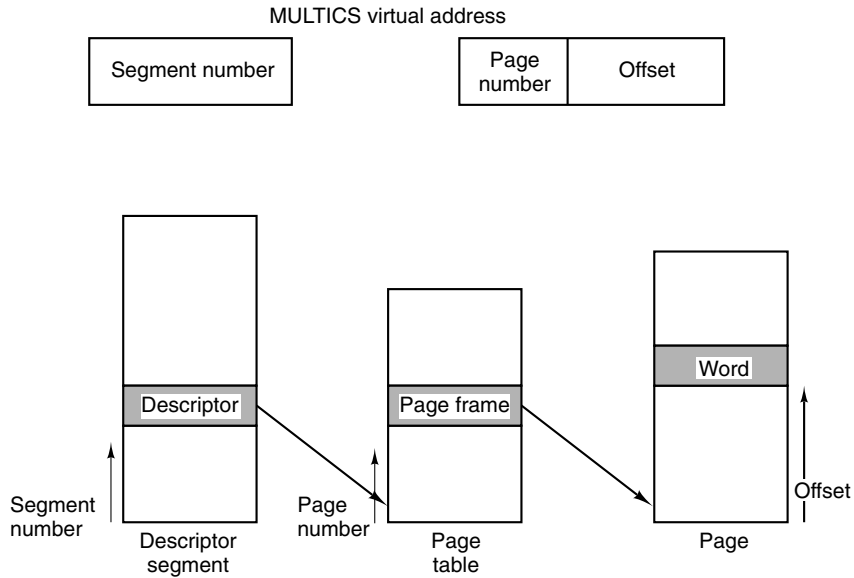 MULTICS virtual address
Segment number
Page
number
Offset
Descriptor
Page frame
Word
Segment
number
Page
number
Offset
Descriptor
segment
Page
table
Page